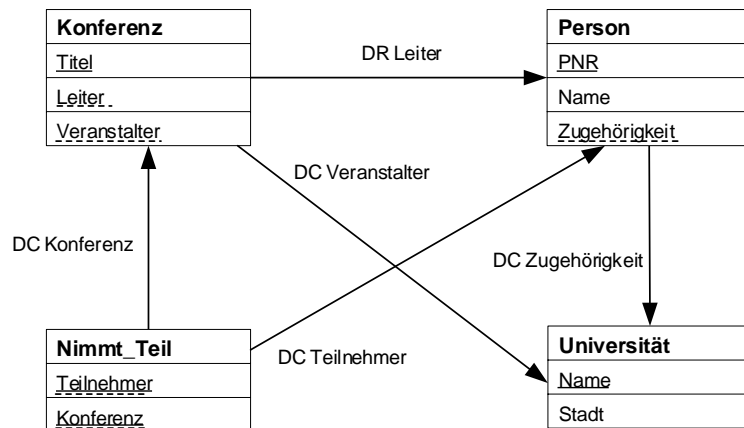 Konferenz
Titel
Leiter
Veranstalter
DR Leiter
Person
PNR
Name
Zugehörigkeit
DC Veranstalter
DC Konferenz
DC Zugehörigkeit
DC Teilnehmer
Nimmt_Teil
Teilnehmer
Konferenz
Universität
Name
Stadt